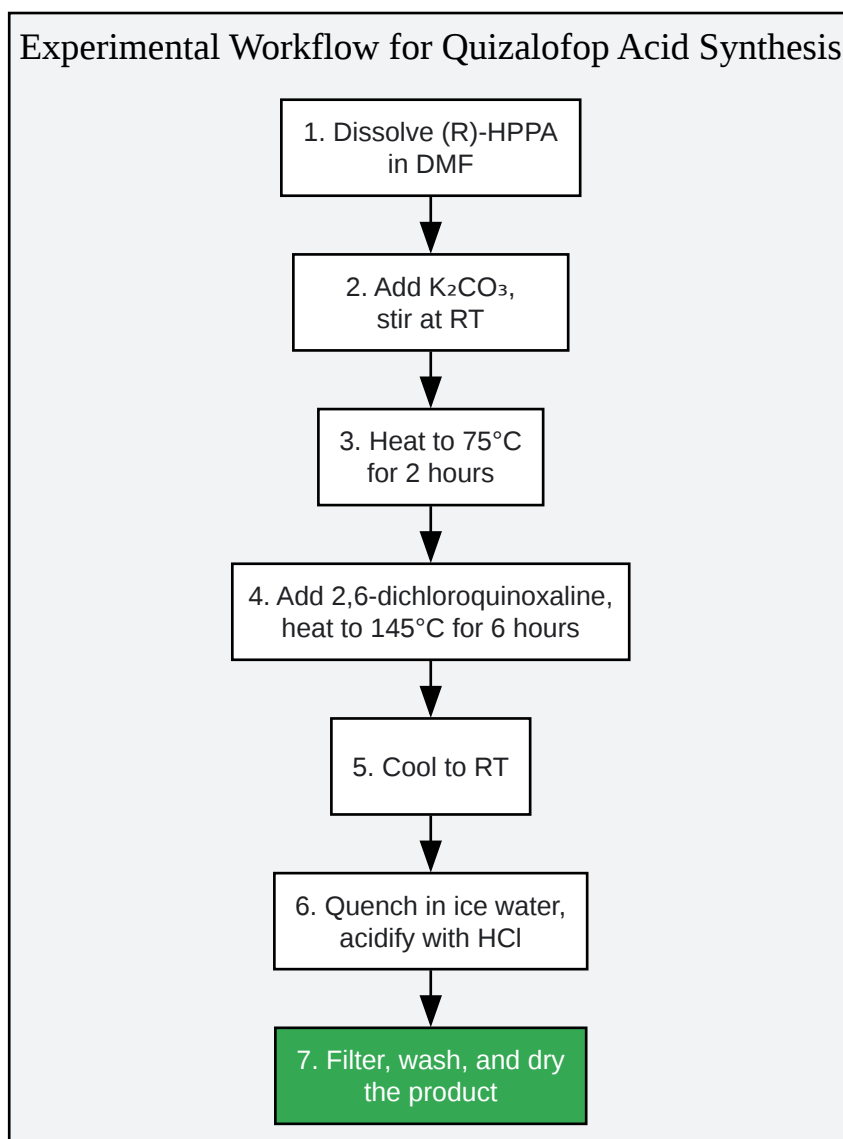 Experimental Workflow for Quizalofop Acid Synthesis
1. Dissolve (R)-HPPA
in DMF
2. Add K₂CO₃,
stir at RT
3. Heat to 75°C
for 2 hours
4. Add 2,6-dichloroquinoxaline,
heat to 145°C for 6 hours
5. Cool to RT
6. Quench in ice water,
acidify with HCl
7. Filter, wash, and dry
the product